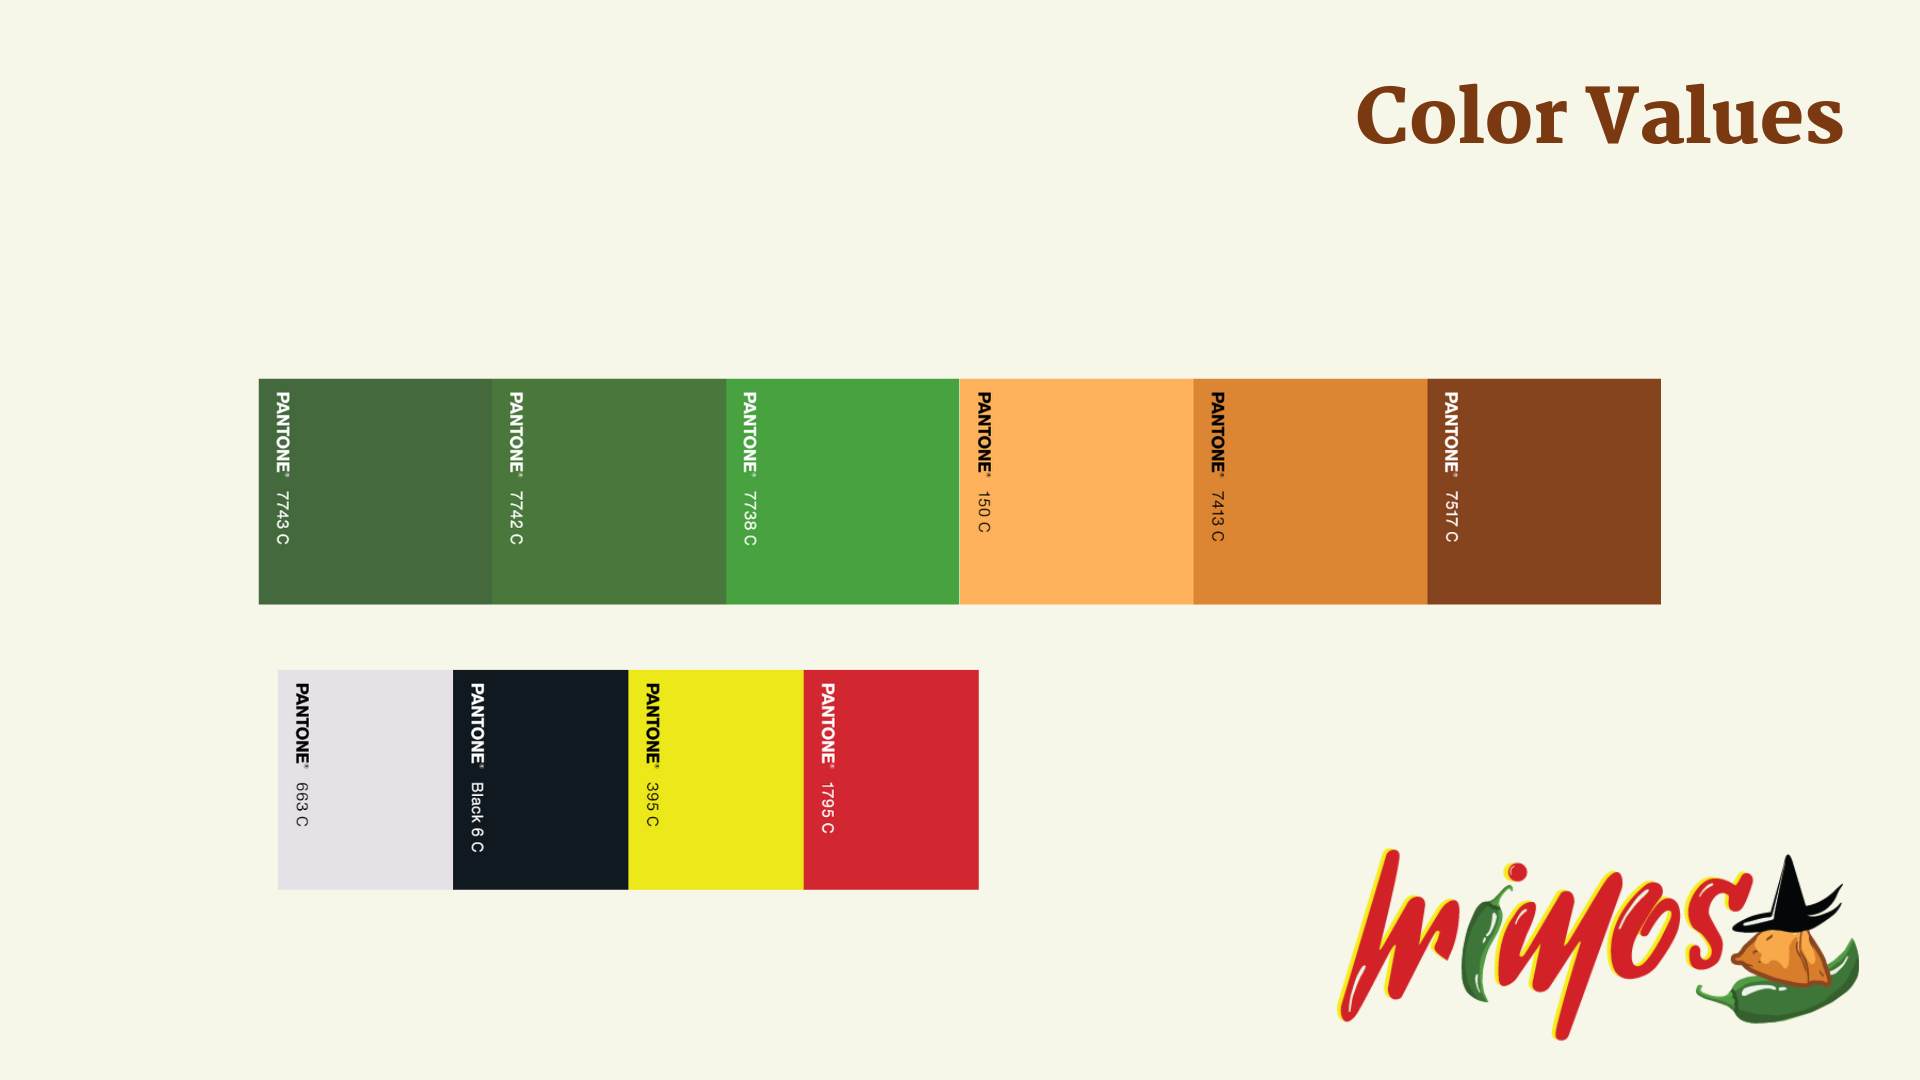 Color Values
PANTONE® 7743 C
PANTONE® 7742 C
PANTONE® 7738 C
PANTONE® 150 C
PANTONE® 7413 C
PANTONE® 7517 C
PANTONE® 663 C
PANTONE® Black 6 C
PANTONE® 395 C
PANTONE® 1795 C